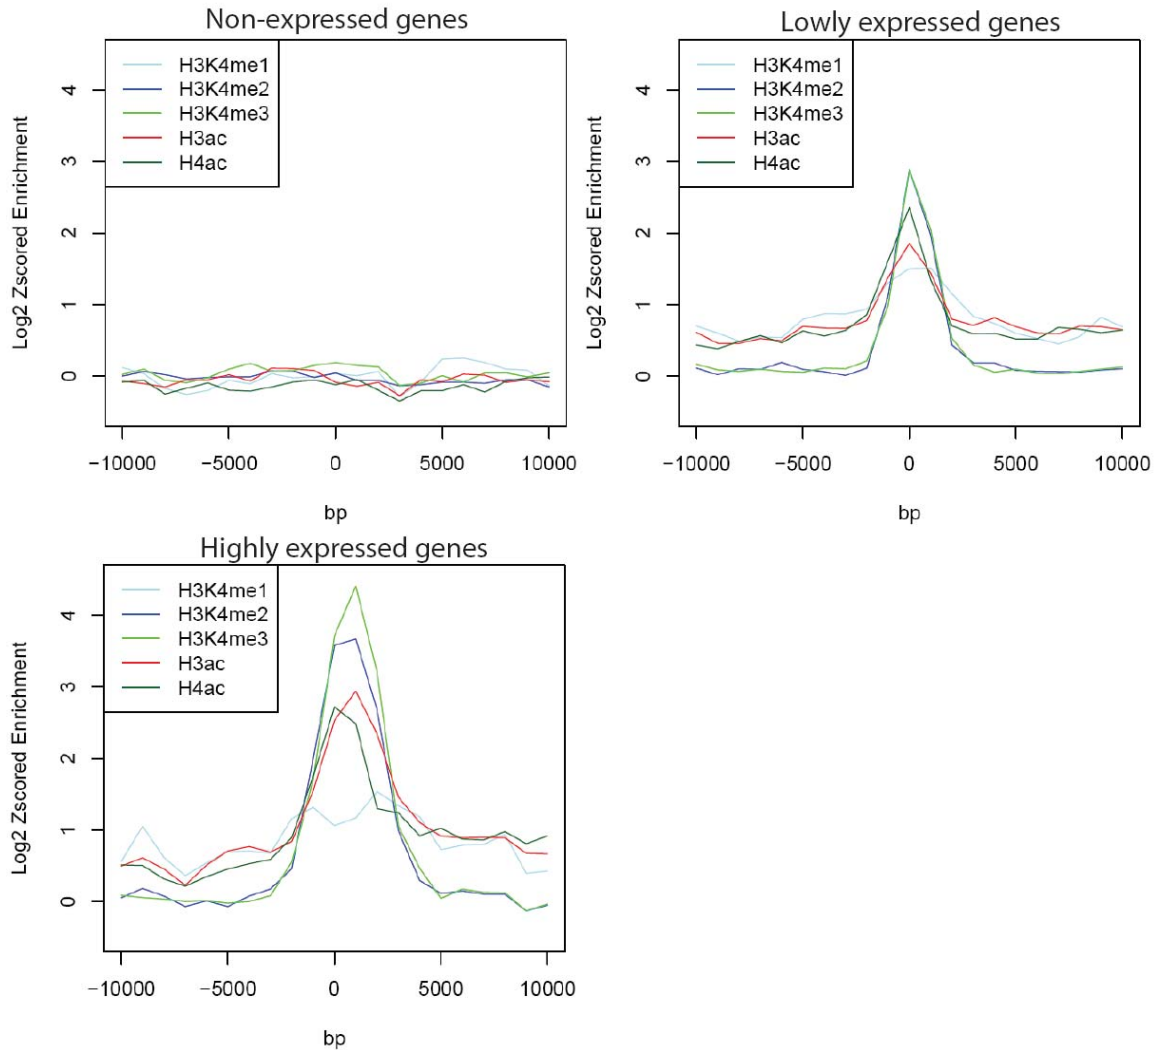 Non-expressed genes
H3K4me1
H3K4me2
H3K4me3
H3ac
H4ac
Log2 Zscored Enrichment
4
3
2
1
0
−10000 −5000 0 5000 10000
bp
Lowly expressed genes
H3K4me1
H3K4me2
H3K4me3
H3ac
H4ac
Log2 Zscored Enrichment
4
3
2
1
0
−10000 −5000 0 5000 10000
bp
Highly expressed genes
H3K4me1
H3K4me2
H3K4me3
H3ac
H4ac
Log2 Zscored Enrichment
4
3
2
1
0
−10000 −5000 0 5000 10000
bp